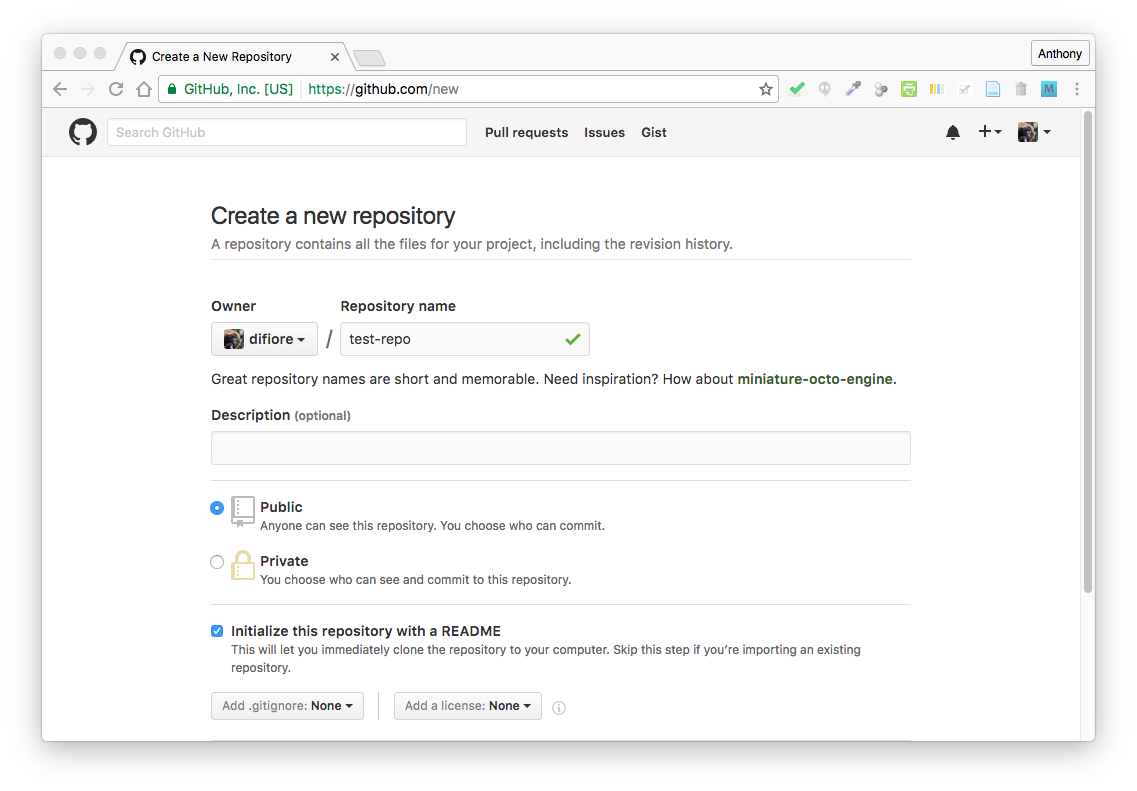 Create a New Repository
Anthony
GitHub, Inc. [US] https://github.com/new
M
Search GitHub
Pull requests Issues Gist
Create a new repository
A repository contains all the files for your project, including the revision history.
Owner Repository name
difiore / test-repo
Great repository names are short and memorable. Need inspiration? How about miniature-octo-engine.
Description (optional)
Public
Anyone can see this repository. You choose who can commit.
Private
You choose who can see and commit to this repository.
Initialize this repository with a README
This will let you immediately clone the repository to your computer. Skip this step if you’re importing an existing
repository.
Add .gitignore: None Add a license: None